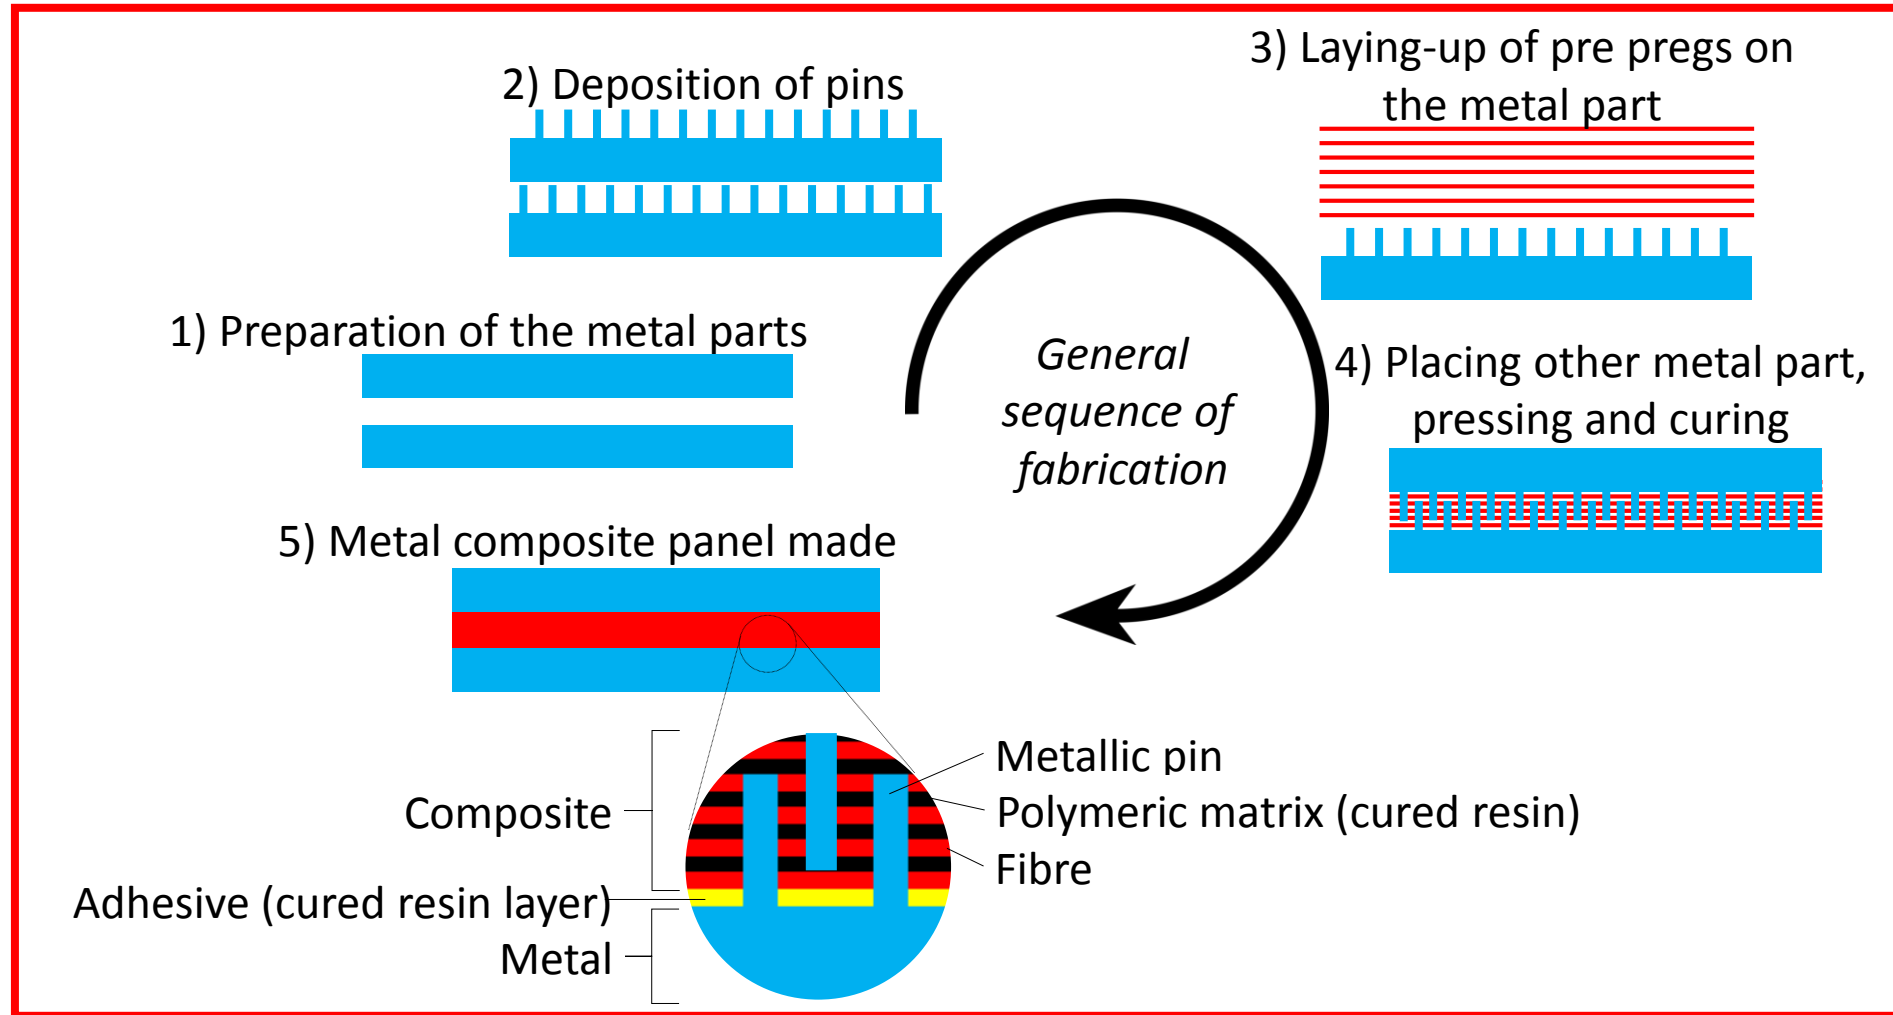 2) Deposition of pins
3) Laying-up of pre pregs on
the metal part
1) Preparation of the metal parts
General
sequence of
fabrication
4) Placing other metal part,
pressing and curing
5) Metal composite panel made
Composite
Adhesive (cured resin layer)
Metal
Metallic pin
Polymeric matrix (cured resin)
Fibre